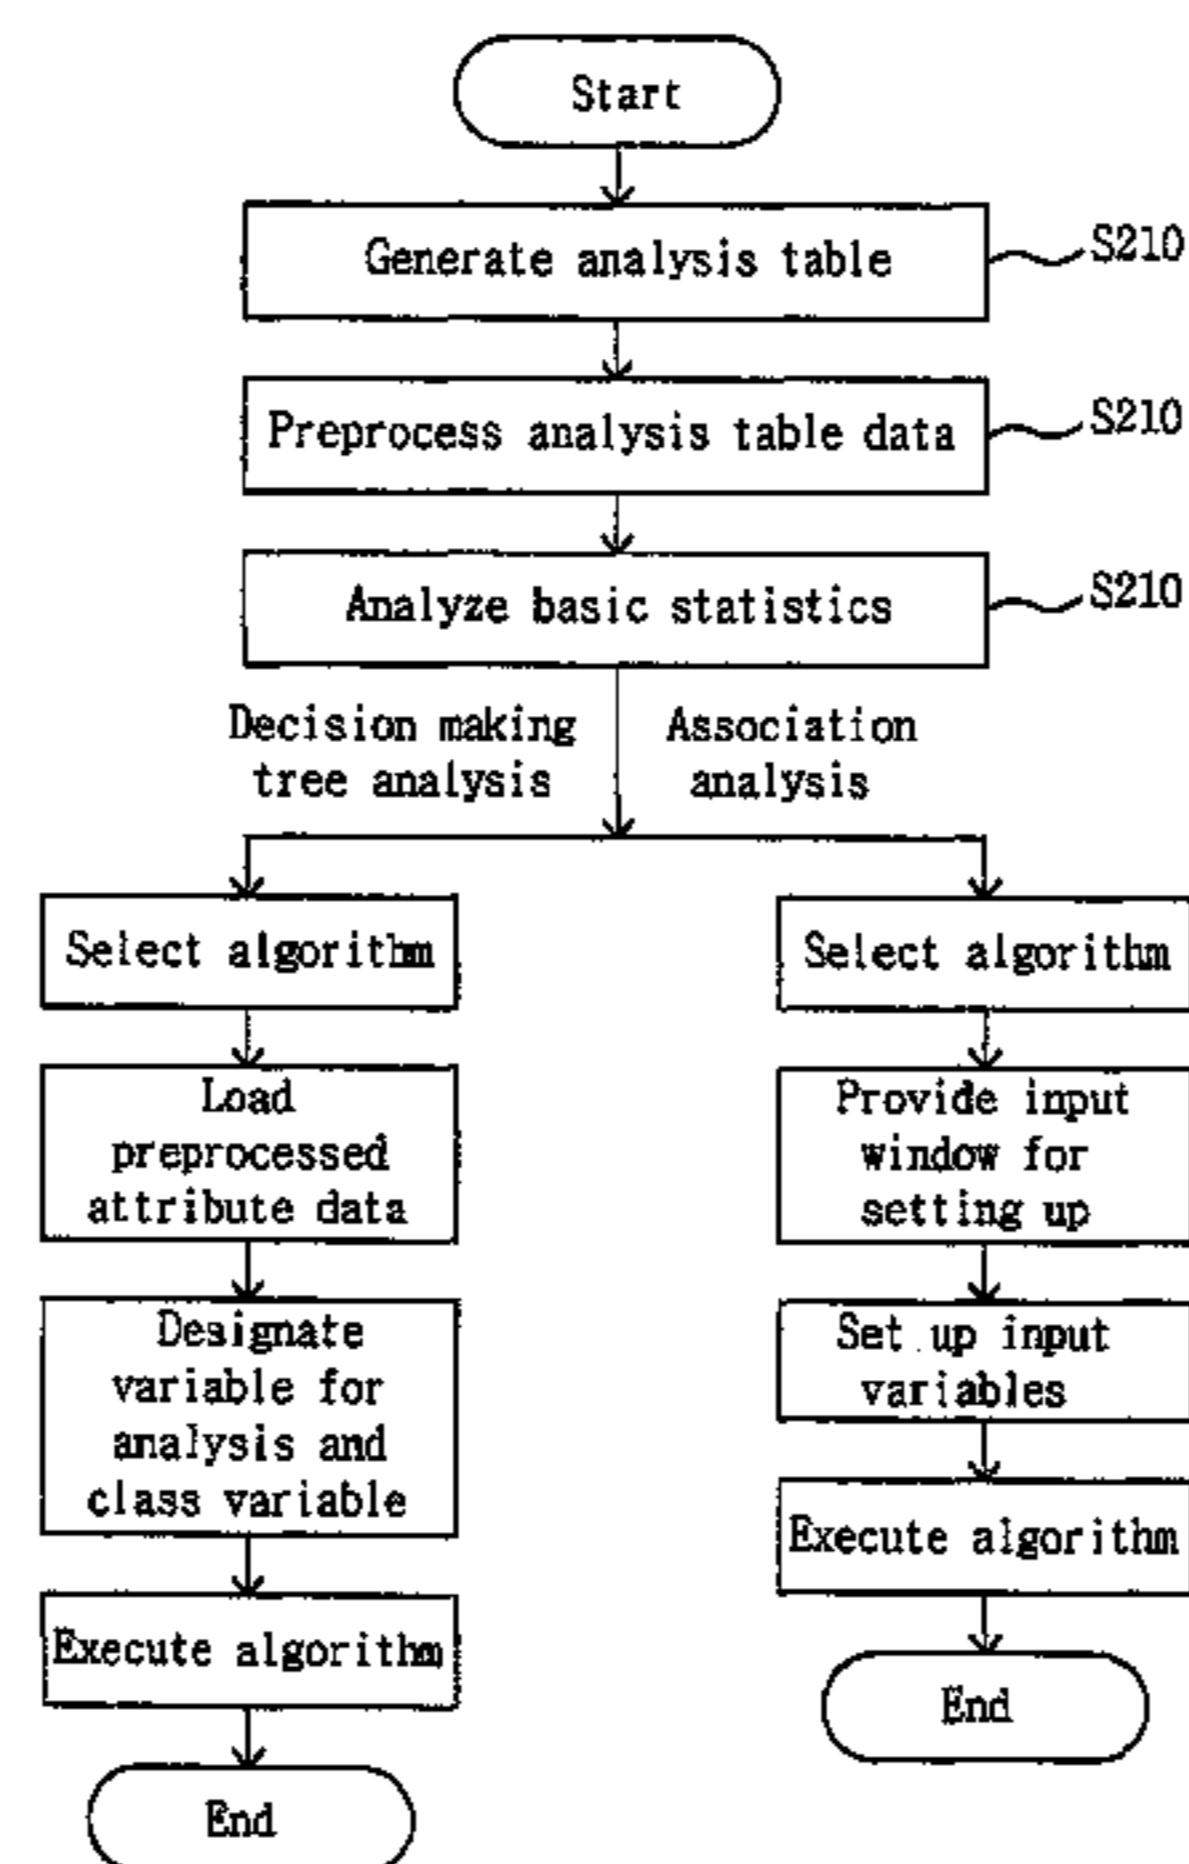 Start
Generate analysis table
S210
Preprocess analysis table data
S210
Analyze basic statistics
S210
Decision making
tree analysis
Association
analysis
Select algorithm
Load
preprocessed
attribute data
Designate
variable for
analysis and
class variable
Execute algorithm
End
Select algorithm
Provide input
window for
setting up
Set up input
variables
Execute algorithm
End